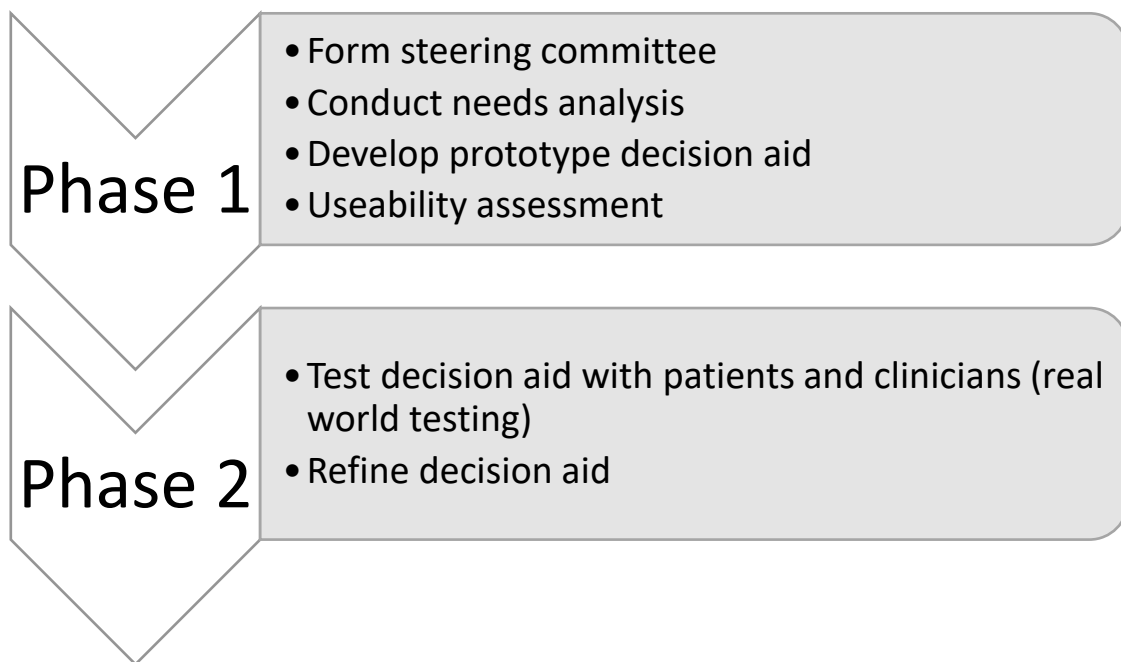 Phase 1
• Form steering committee
• Conduct needs analysis
• Develop prototype decision aid
• Useability assessment
Phase 2
• Test decision aid with patients and clinicians (real
world testing)
• Refine decision aid